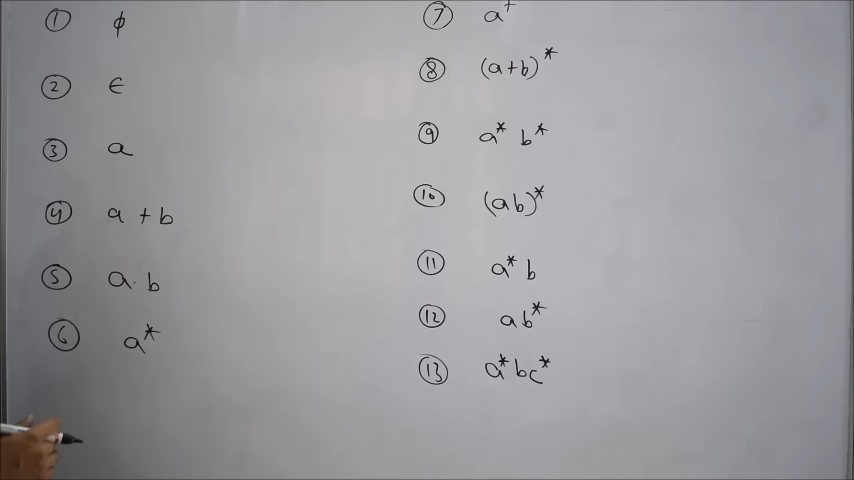 ① ϕ
② ε
③ a
④ a + b
⑤ a . b
⑥ a*
⑦ a⁺
⑧ (a+b)*
⑨ a* b*
⑩ (ab)*
⑪ a* b
⑫ ab*
⑬ a* bc*